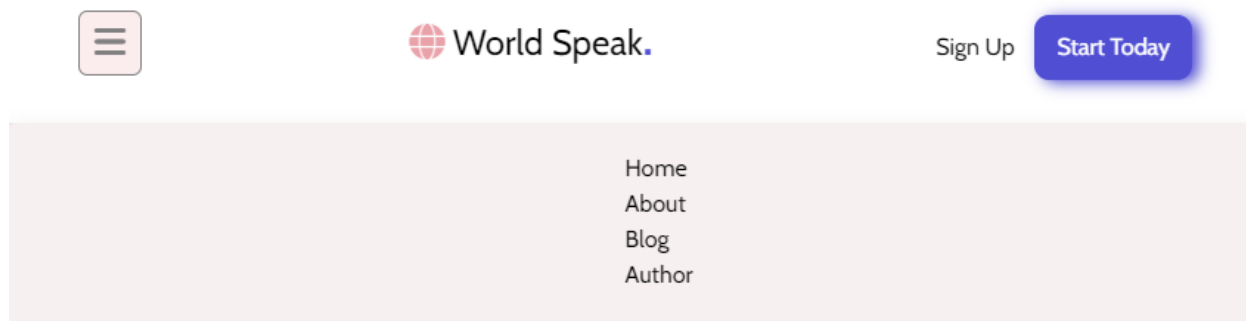 World Speak.
Sign Up
Start Today
Home
About
Blog
Author